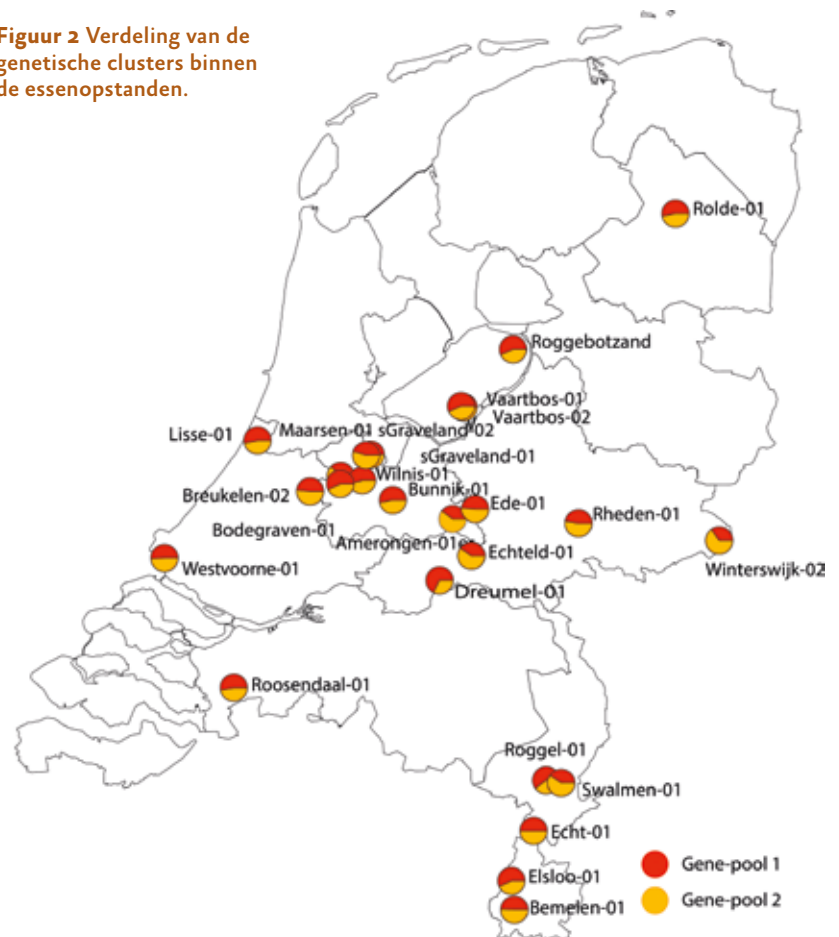 Figuur 2 Verdeling van de
genetische clusters binnen
de essenopstanden.
Rolde-01
Roggebotzand
Vaartbos-01
Vaartbos-02
Lisse-01
Maarsen-01
sGraveland-02
sGraveland-01
Wilnis-01
Breukelen-02
Bunnik-01
Ede-01
Rheden-01
Bodegraven-01
Amerongen-01
Echteld-01
Winterswijk-02
Westvoorne-01
Dreumel-01
Roosendaal-01
Roggel-01
Swalmen-01
Echt-01
Elsloo-01
Bemelen-01
Gene-pool 1
Gene-pool 2